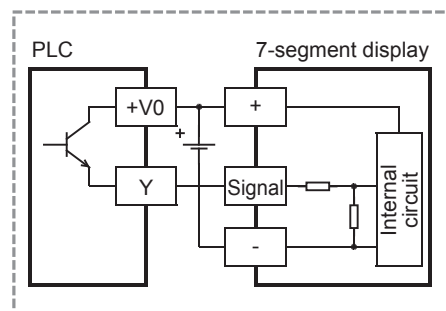 PLC
7-segment display
+V0
+
+
Y
Signal
-
Internal
circuit